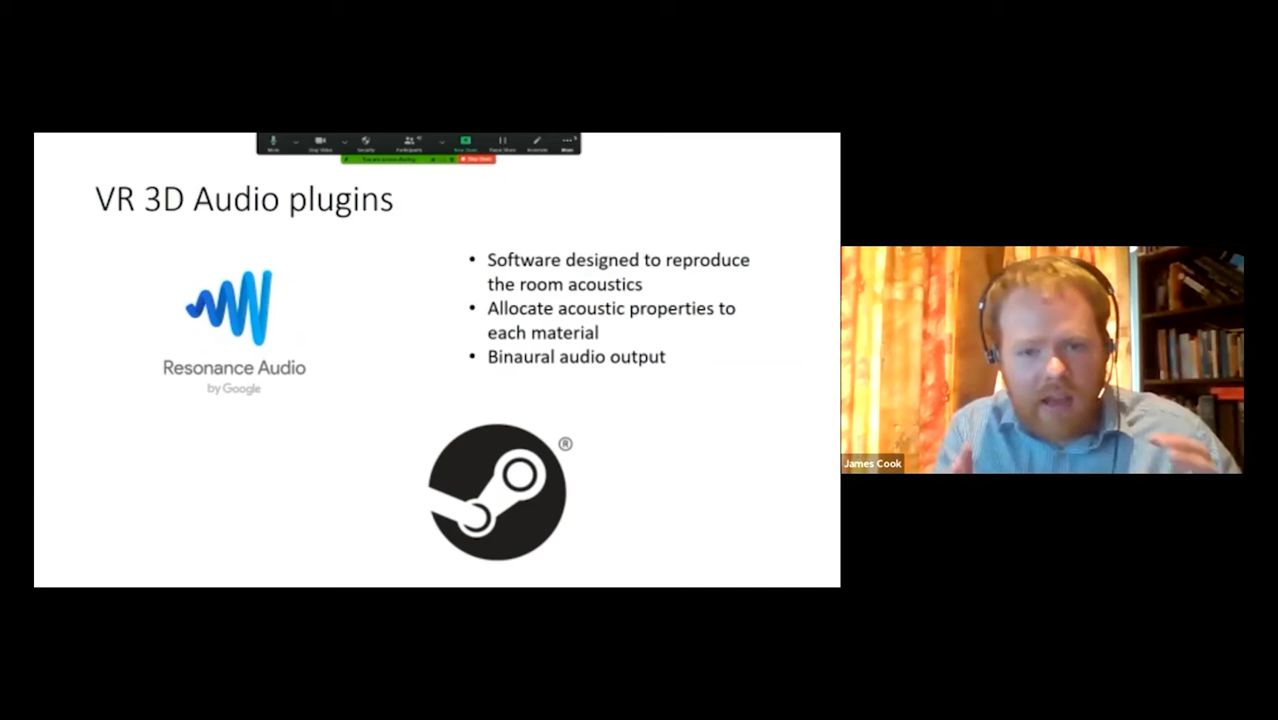 VR 3D Audio plugins
• Software designed to reproduce
the room acoustics
• Allocate acoustic properties to
each material
• Binaural audio output
Resonance Audio
by Google
®
James Cook